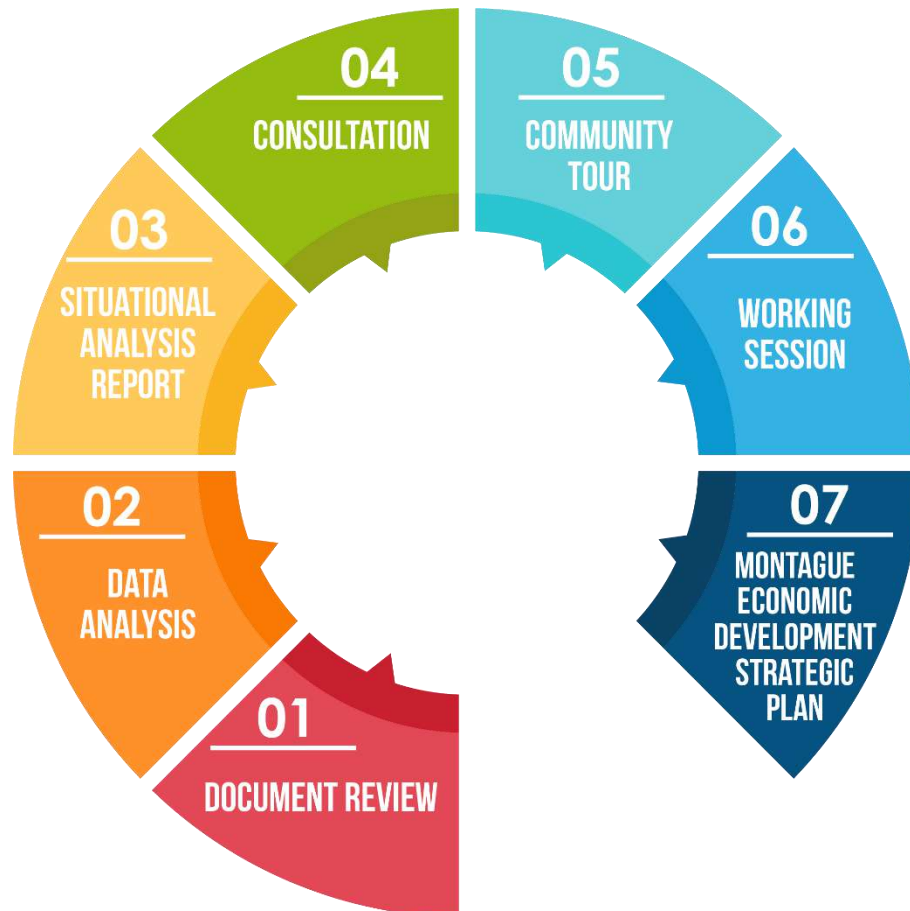 01
DOCUMENT REVIEW
02
DATA
ANALYSIS
03
SITUATIONAL
ANALYSIS
REPORT
04
CONSULTATION
05
COMMUNITY
TOUR
06
WORKING
SESSION
07
MONTAGUE
ECONOMIC
DEVELOPMENT
STRATEGIC
PLAN